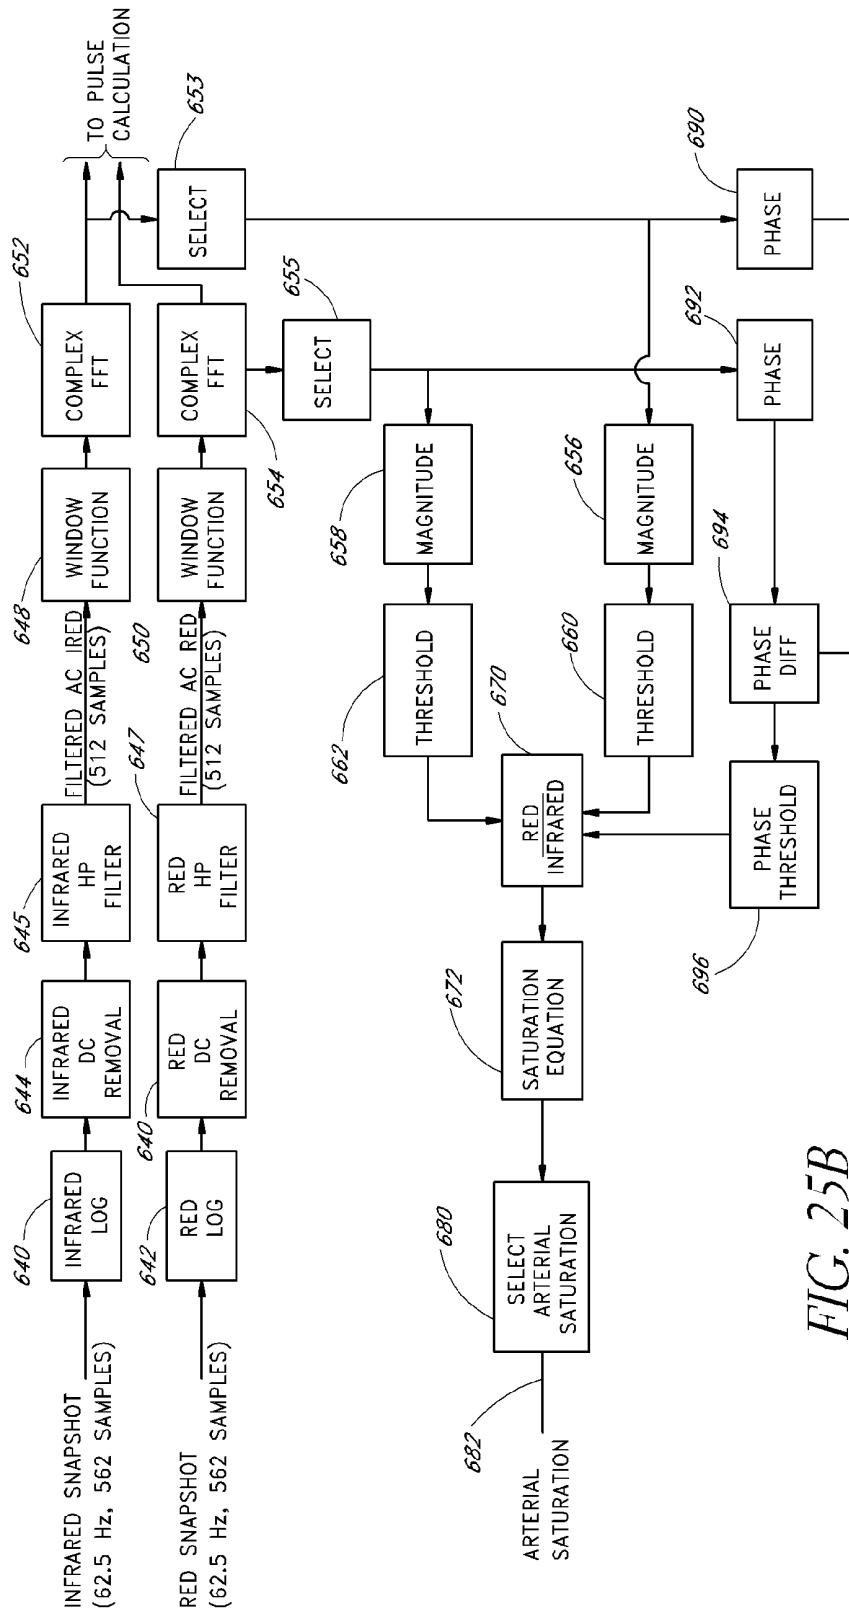 INFRARED SNAPSHOT
(62.5 Hz, 562 SAMPLES)
640
INFRARED
LOG
644
INFRARED
DC
REMOVAL
645
INFRARED
HP
FILTER
FILTERED AC IRED
(512 SAMPLES)
648
WINDOW
FUNCTION
652
COMPLEX
FFT
TO PULSE
CALCULATION
RED SNAPSHOT
(62.5 Hz, 562 SAMPLES)
642
RED
LOG
640
RED
DC
REMOVAL
647
RED
HP
FILTER
FILTERED AC RED
(512 SAMPLES)
650
WINDOW
FUNCTION
654
COMPLEX
FFT
653
SELECT
655
SELECT
658
MAGNITUDE
662
THRESHOLD
656
MAGNITUDE
660
THRESHOLD
670
RED
INFRARED
672
SATURATION
EQUATION
680
SELECT
ARTERIAL
SATURATION
682
ARTERIAL
SATURATION
690
PHASE
692
PHASE
694
PHASE
DIFF
696
PHASE
THRESHOLD
FIG. 25B